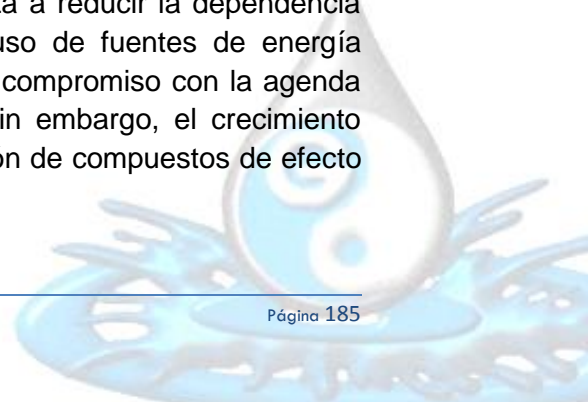 a reducir la dependencia
uso de fuentes de energía
compromiso con la agenda
in embargo, el crecimiento
ón de compuestos de efecto
Página 185